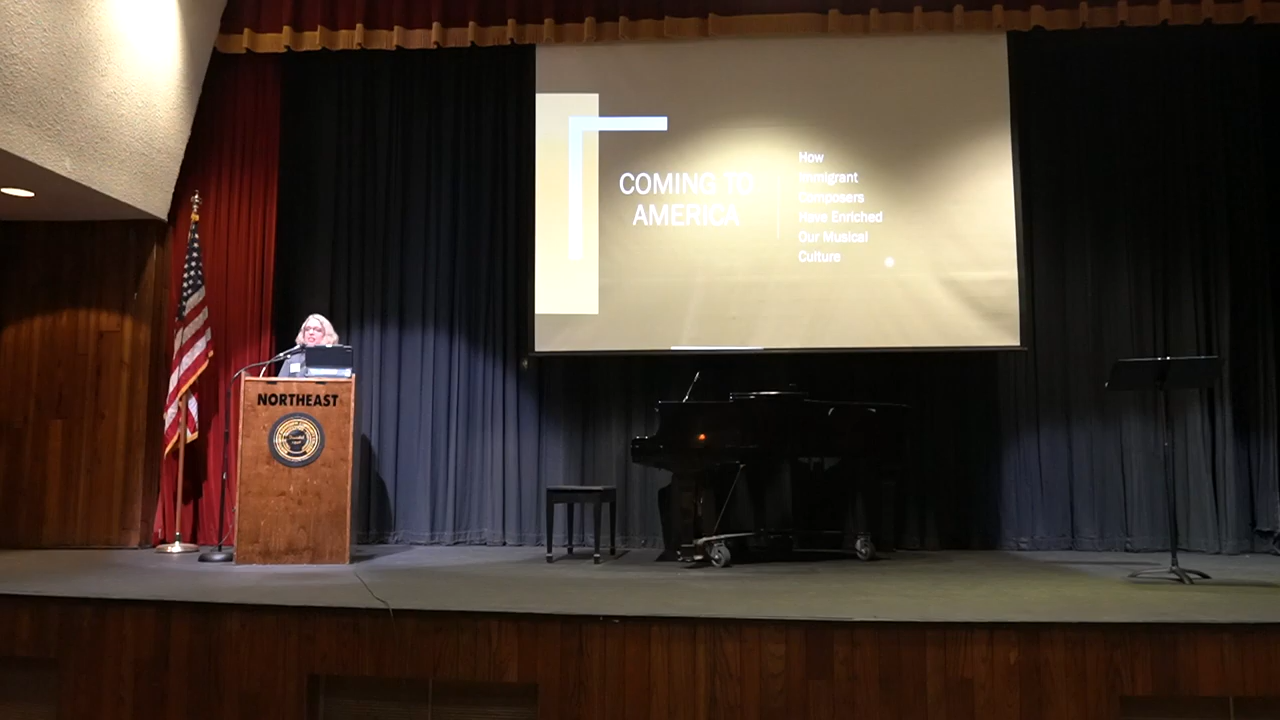 COMING TO
AMERICA
How
Immigrant
Composers
Have Enriched
Our Musical
Culture
NORTHEAST